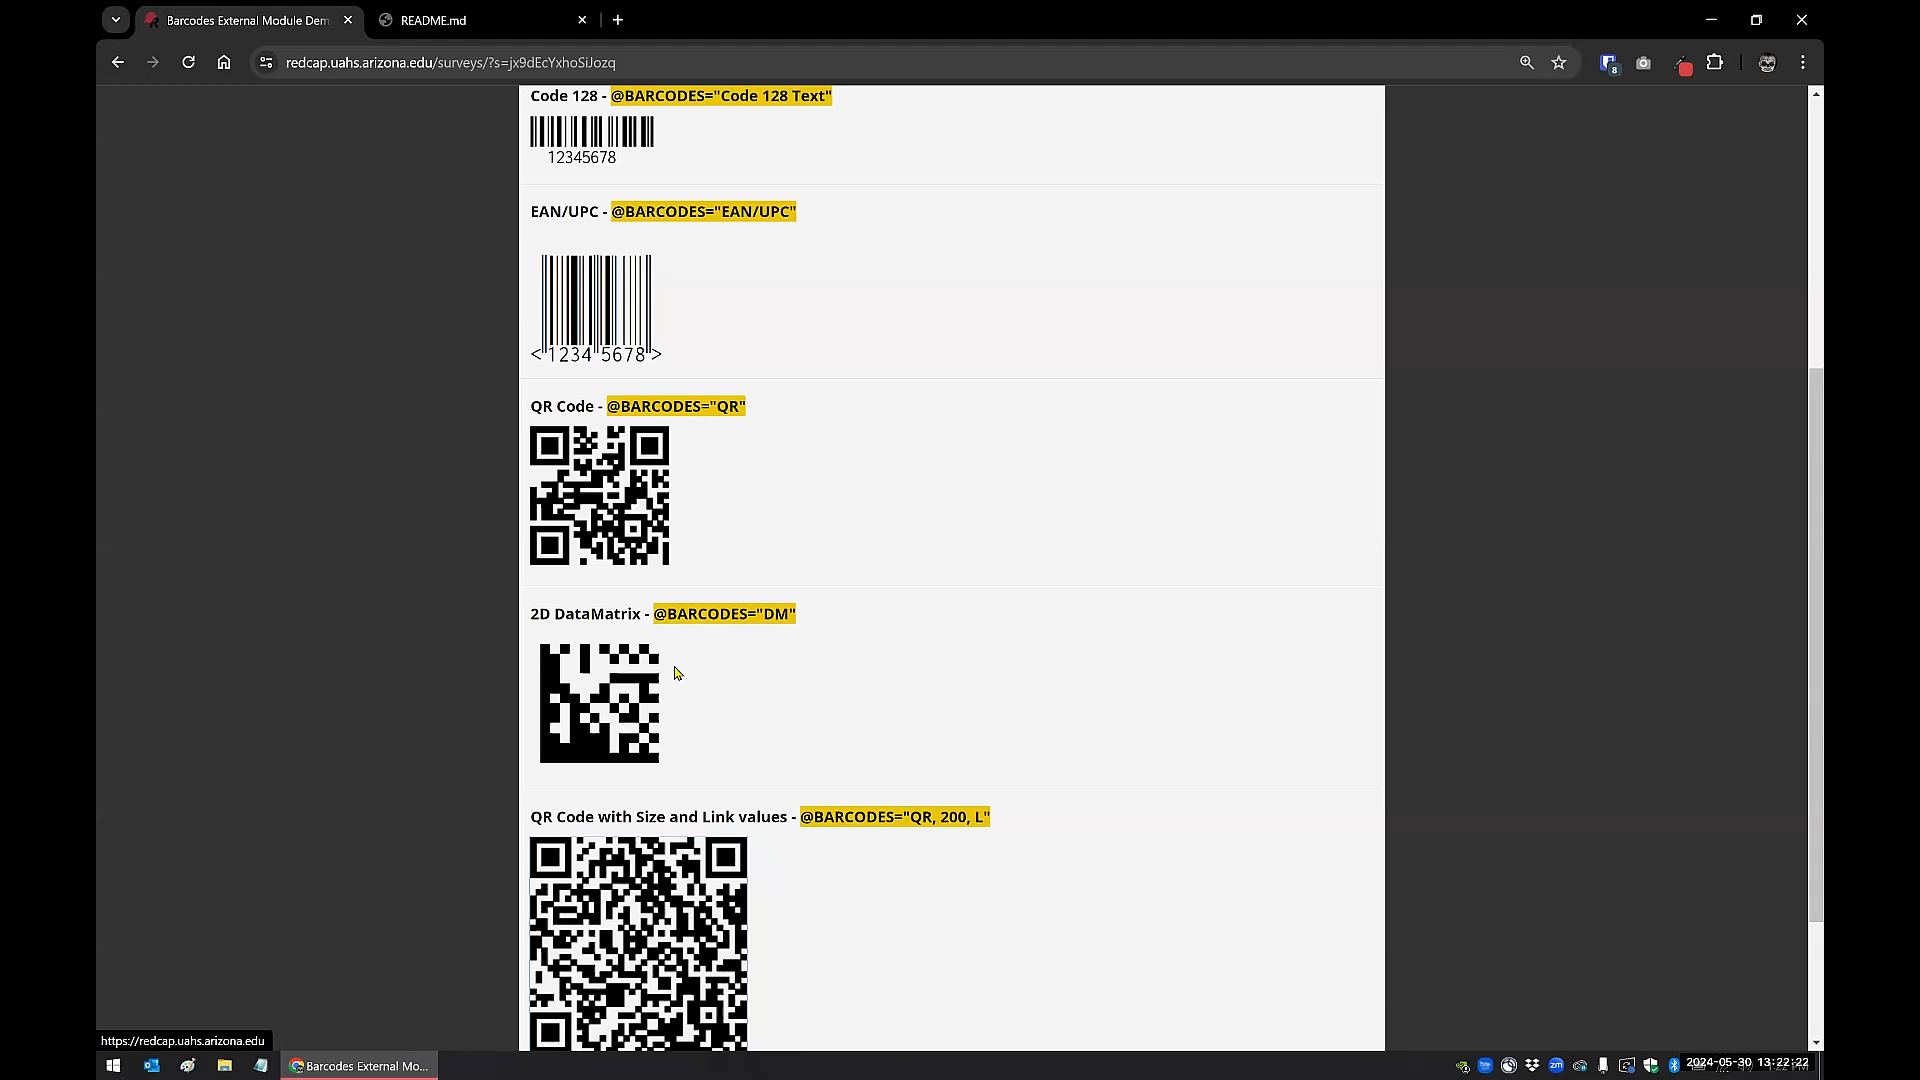 Barcodes External Module Dem
README.md
redcap.uahs.arizona.edu/surveys/?s=jx9dEcYxhoSiJozq
8
Code 128 - @BARCODES="Code 128 Text"
12345678
EAN/UPC - @BARCODES="EAN/UPC"
<1234 5678>
QR Code - @BARCODES="QR"
2D DataMatrix - @BARCODES="DM"
QR Code with Size and Link values - @BARCODES="QR, 200, L"
https://redcap.uahs.arizona.edu
Barcodes External Mo...
zm
2024-05-30 13:22:22